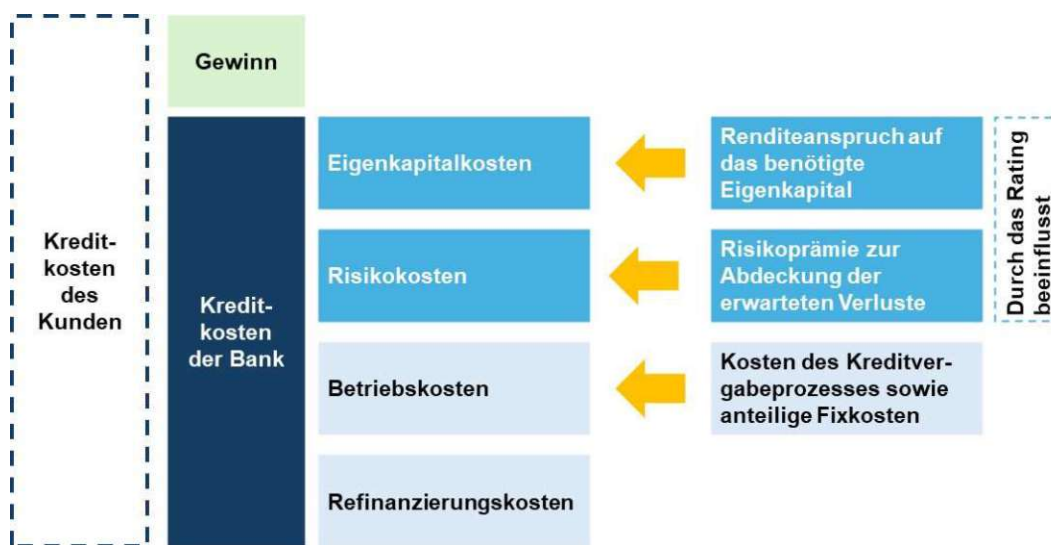 Gewinn
Kredit-
kosten
des
Kunden
Kredit-
kosten
der Bank
Eigenkapitalkosten
Renditeanspruch auf
das benötigte
Eigenkapital
Risikokosten
Risikoprämie zur
Abdeckung der
erwarteten Verluste
Durch das Rating
beeinflusst
Betriebskosten
Kosten des Kreditver-
gabeprozesses sowie
anteilige Fixkosten
Refinanzierungskosten